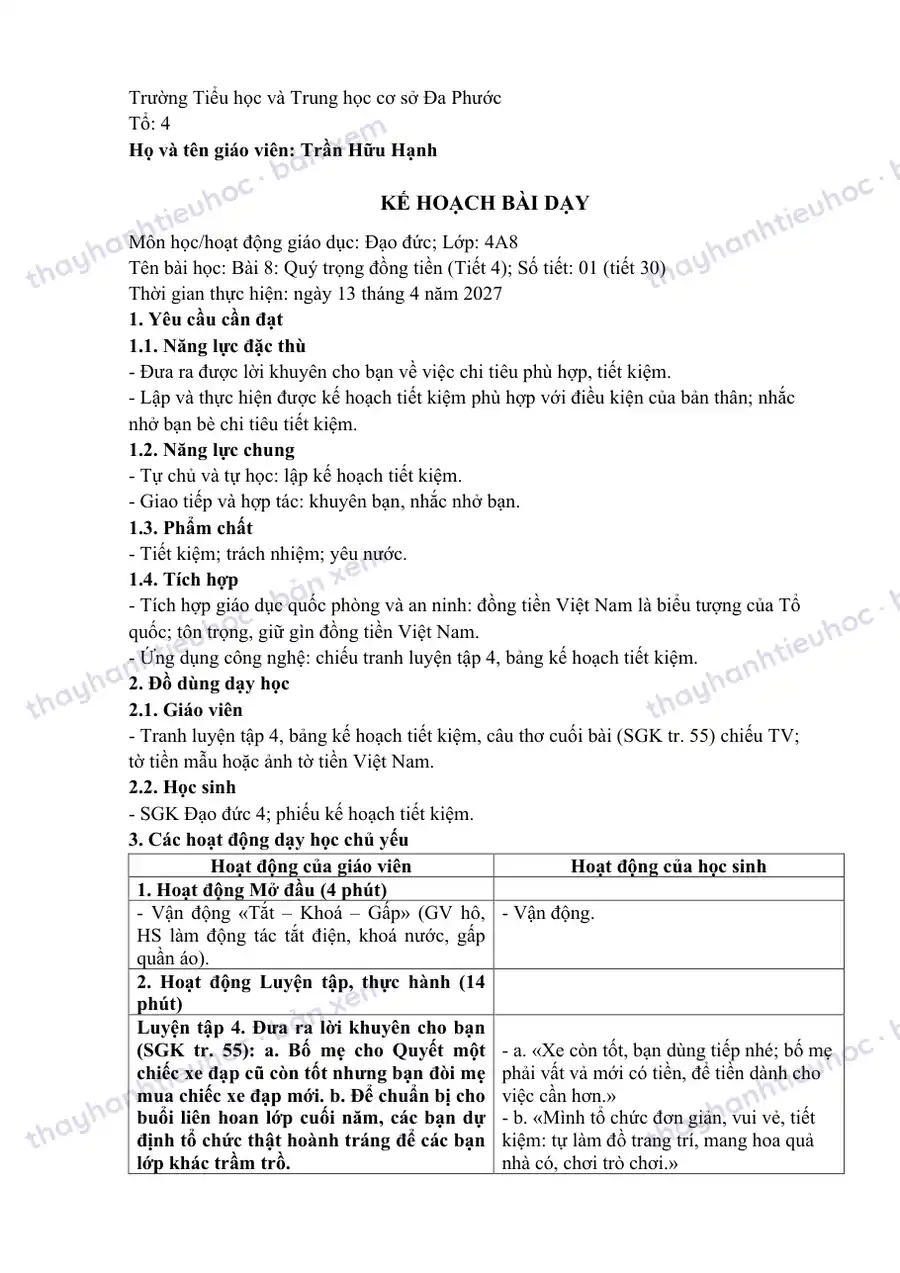 Trường Tiểu học và Trung học cơ sở Đa Phước
Tổ: 4
Họ và tên giáo viên: Trần Hữu Hạnh
KẾ HOẠCH BÀI DẠY
Môn học/hoạt động giáo dục: Đạo đức; Lớp: 4A8
Tên bài học: Bài 8: Quý trọng đồng tiền (Tiết 4); Số tiết: 01 (tiết 30)
Thời gian thực hiện: ngày 13 tháng 4 năm 2027
1. Yêu cầu cần đạt
1.1. Năng lực đặc thù
- Đưa ra được lời khuyên cho bạn về việc chi tiêu phù hợp, tiết kiệm.
- Lập và thực hiện được kế hoạch tiết kiệm phù hợp với điều kiện của bản thân; nhắc
nhở bạn bè chi tiêu tiết kiệm.
1.2. Năng lực chung
- Tự chủ và tự học: lập kế hoạch tiết kiệm.
- Giao tiếp và hợp tác: khuyên bạn, nhắc nhở bạn.
1.3. Phẩm chất
- Tiết kiệm; trách nhiệm; yêu nước.
1.4. Tích hợp
- Tích hợp giáo dục quốc phòng và an ninh: đồng tiền Việt Nam là biểu tượng của Tổ
quốc; tôn trọng, giữ gìn đồng tiền Việt Nam.
- Ứng dụng công nghệ: chiếu tranh luyện tập 4, bảng kế hoạch tiết kiệm.
2. Đồ dùng dạy học
2.1. Giáo viên
- Tranh luyện tập 4, bảng kế hoạch tiết kiệm, câu thơ cuối bài (SGK tr. 55) chiếu TV;
tờ tiền mẫu hoặc ảnh tờ tiền Việt Nam.
2.2. Học sinh
- SGK Đạo đức 4; phiếu kế hoạch tiết kiệm.
3. Các hoạt động dạy học chủ yếu
Hoạt động của giáo viên
Hoạt động của học sinh
1. Hoạt động Mở đầu (4 phút)
- Vận động «Tắt – Khoá – Gấp» (GV hô,
HS làm động tác tắt điện, khoá nước, gấp
quần áo).
- Vận động.
2. Hoạt động Luyện tập, thực hành (14
phút)
Luyện tập 4. Đưa ra lời khuyên cho bạn
(SGK tr. 55): a. Bố mẹ cho Quyết một
chiếc xe đạp cũ còn tốt nhưng bạn đòi mẹ
mua chiếc xe đạp mới. b. Để chuẩn bị cho
buổi liên hoan lớp cuối năm, các bạn dự
định tổ chức thật hoành tráng để các bạn
lớp khác trầm trồ.
- a. «Xe còn tốt, bạn dùng tiếp nhé; bố mẹ
phải vất vả mới có tiền, để tiền dành cho
việc cần hơn.»
- b. «Mình tổ chức đơn giản, vui vẻ, tiết
kiệm: tự làm đồ trang trí, mang hoa quả
nhà có, chơi trò chơi.»
thayhanhtieuhoc · bản xem
thayhanhtieuhoc · b
thayhanhtieuhoc · bản xem
thayhanhtieuhoc · b
thayhanhtieuhoc · bản xem
thayhanhtieuhoc · b